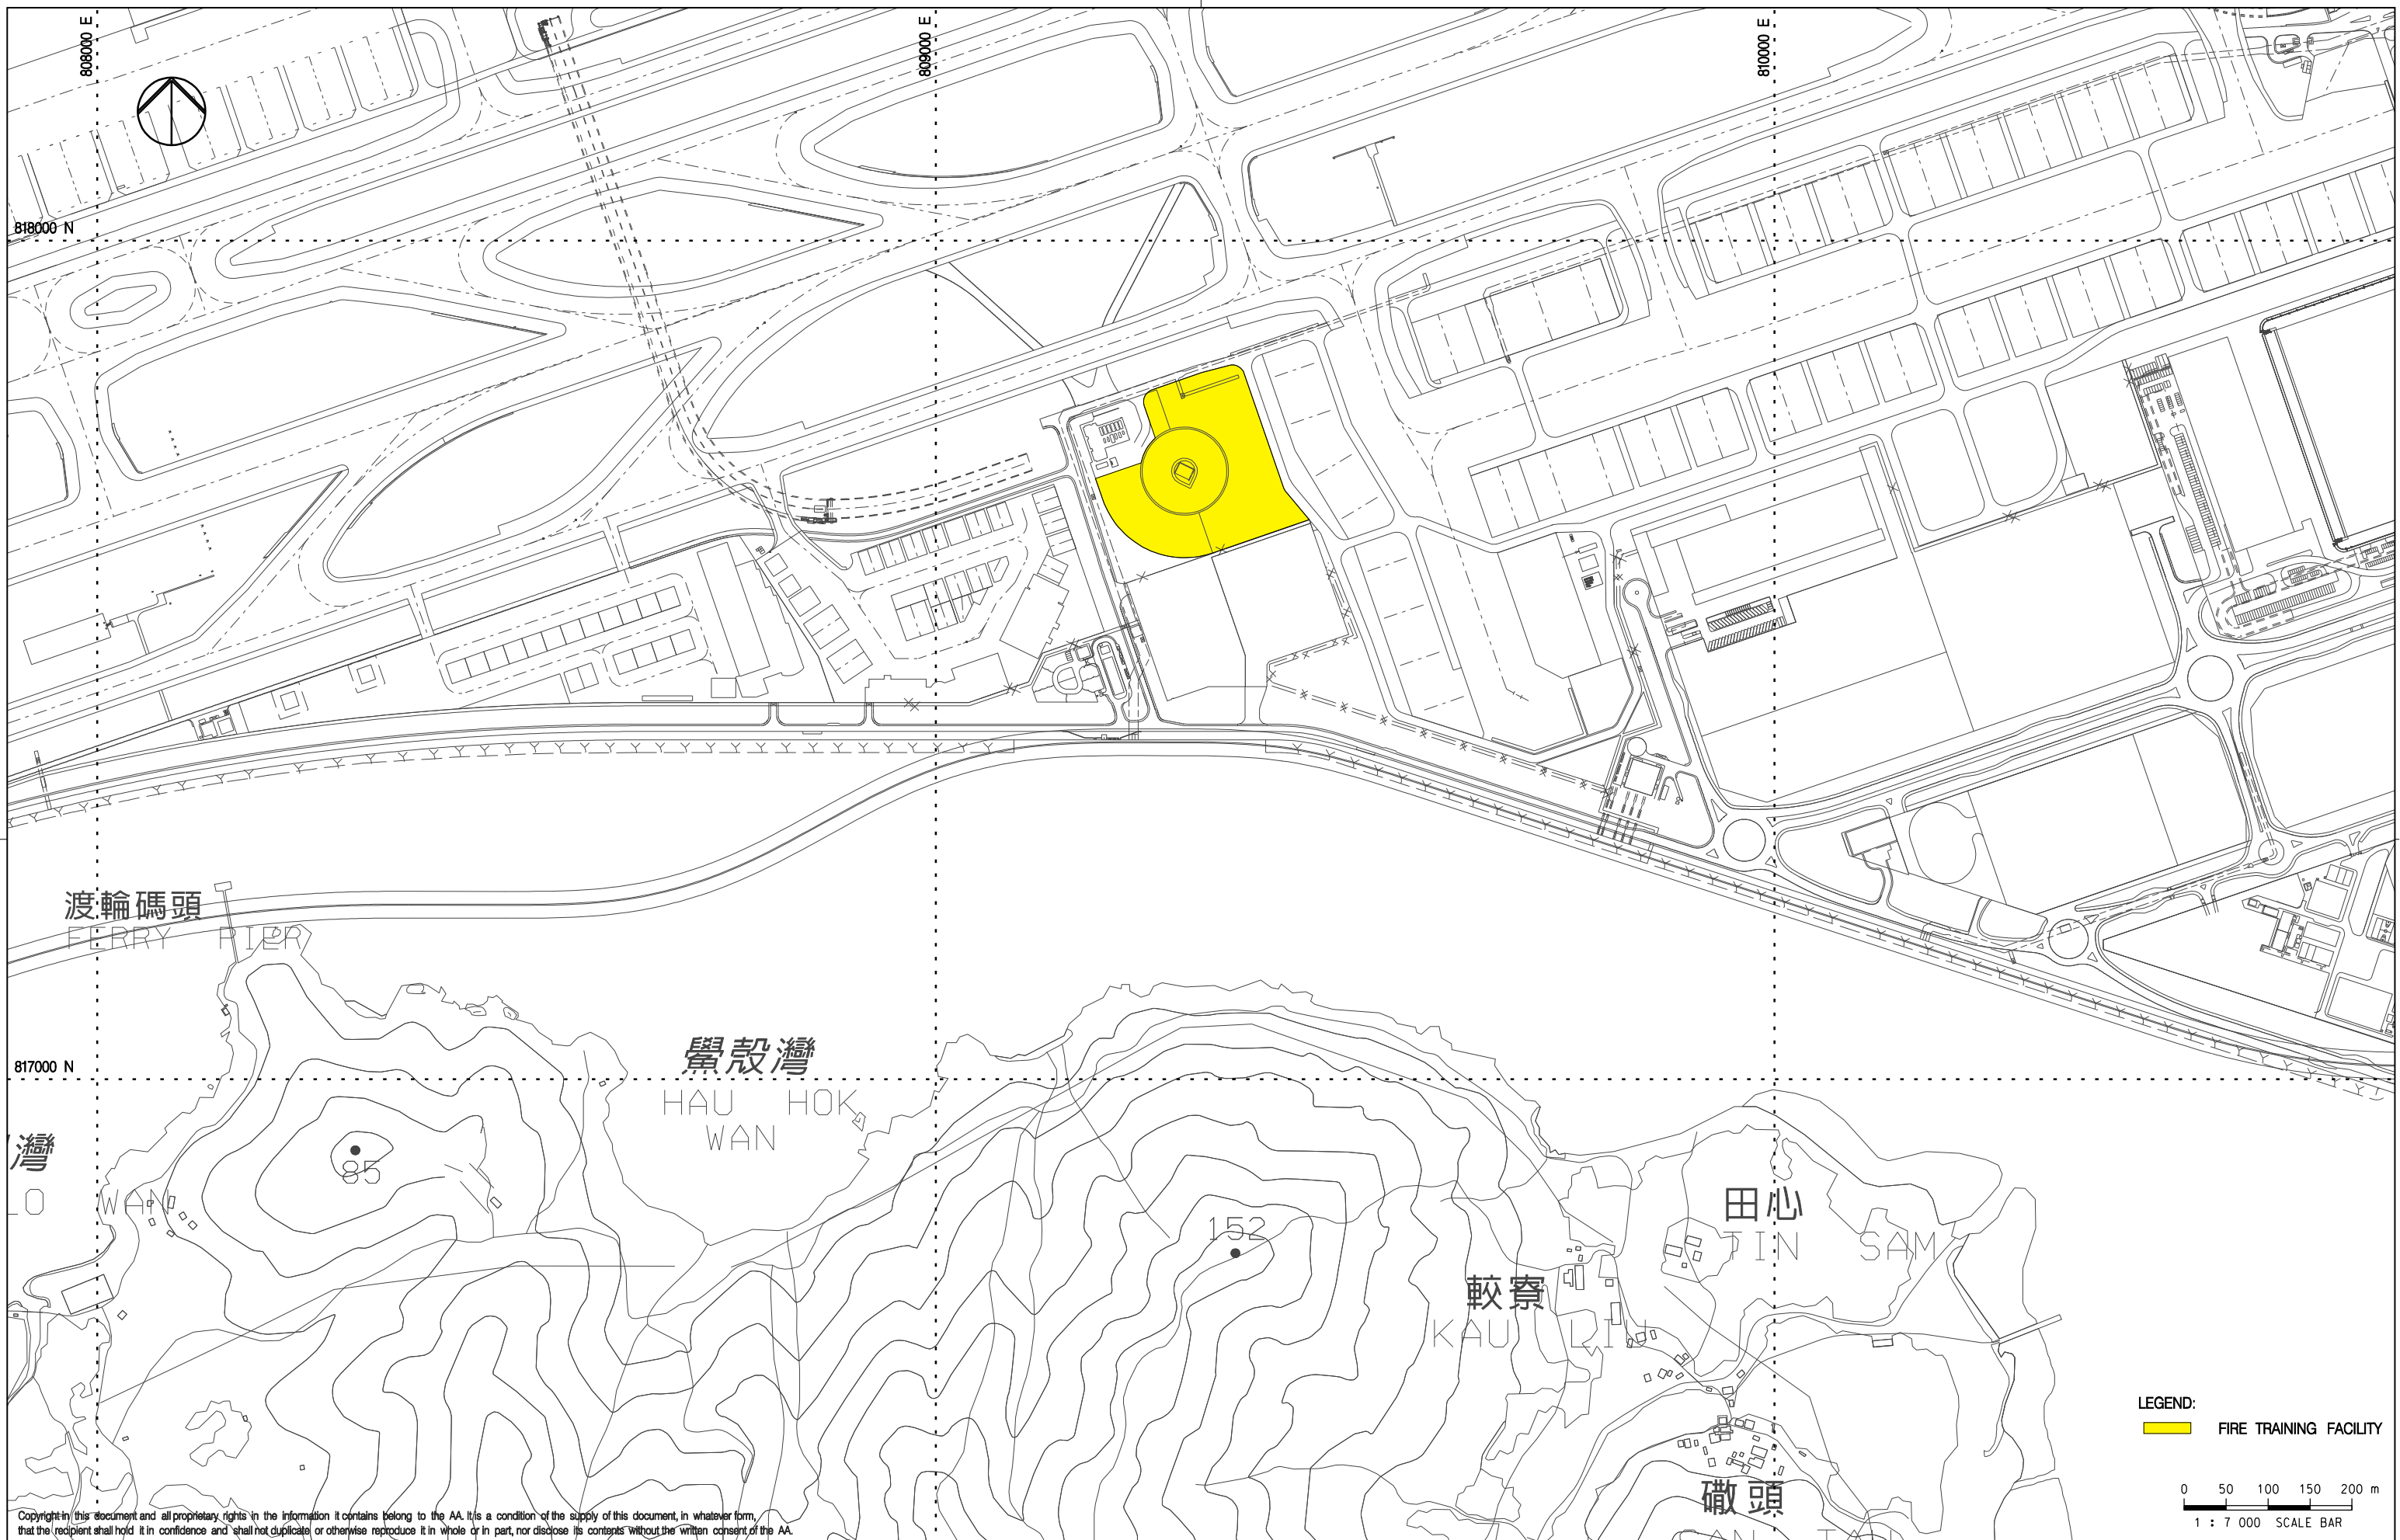 808000 E
809000 E
810000 E
818000 N
渡輪碼頭
FERRY PIER
817000 N
鱟殼灣
HAU HOK
WAN
灣
LO WAN
85
152
田心
TIN SAM
較寮
KAU LIU
磡頭
LEGEND:
FIRE TRAINING FACILITY
0 50 100 150 200 m
1 : 7 000 SCALE BAR
Copyright in this document and all proprietary rights in the information it contains belong to the AA. It is a condition of the supply of this document, in whatever form,
that the recipient shall hold it in confidence and shall not duplicate or otherwise reproduce it in whole or in part, nor disclose its contents without the written consent of the AA.